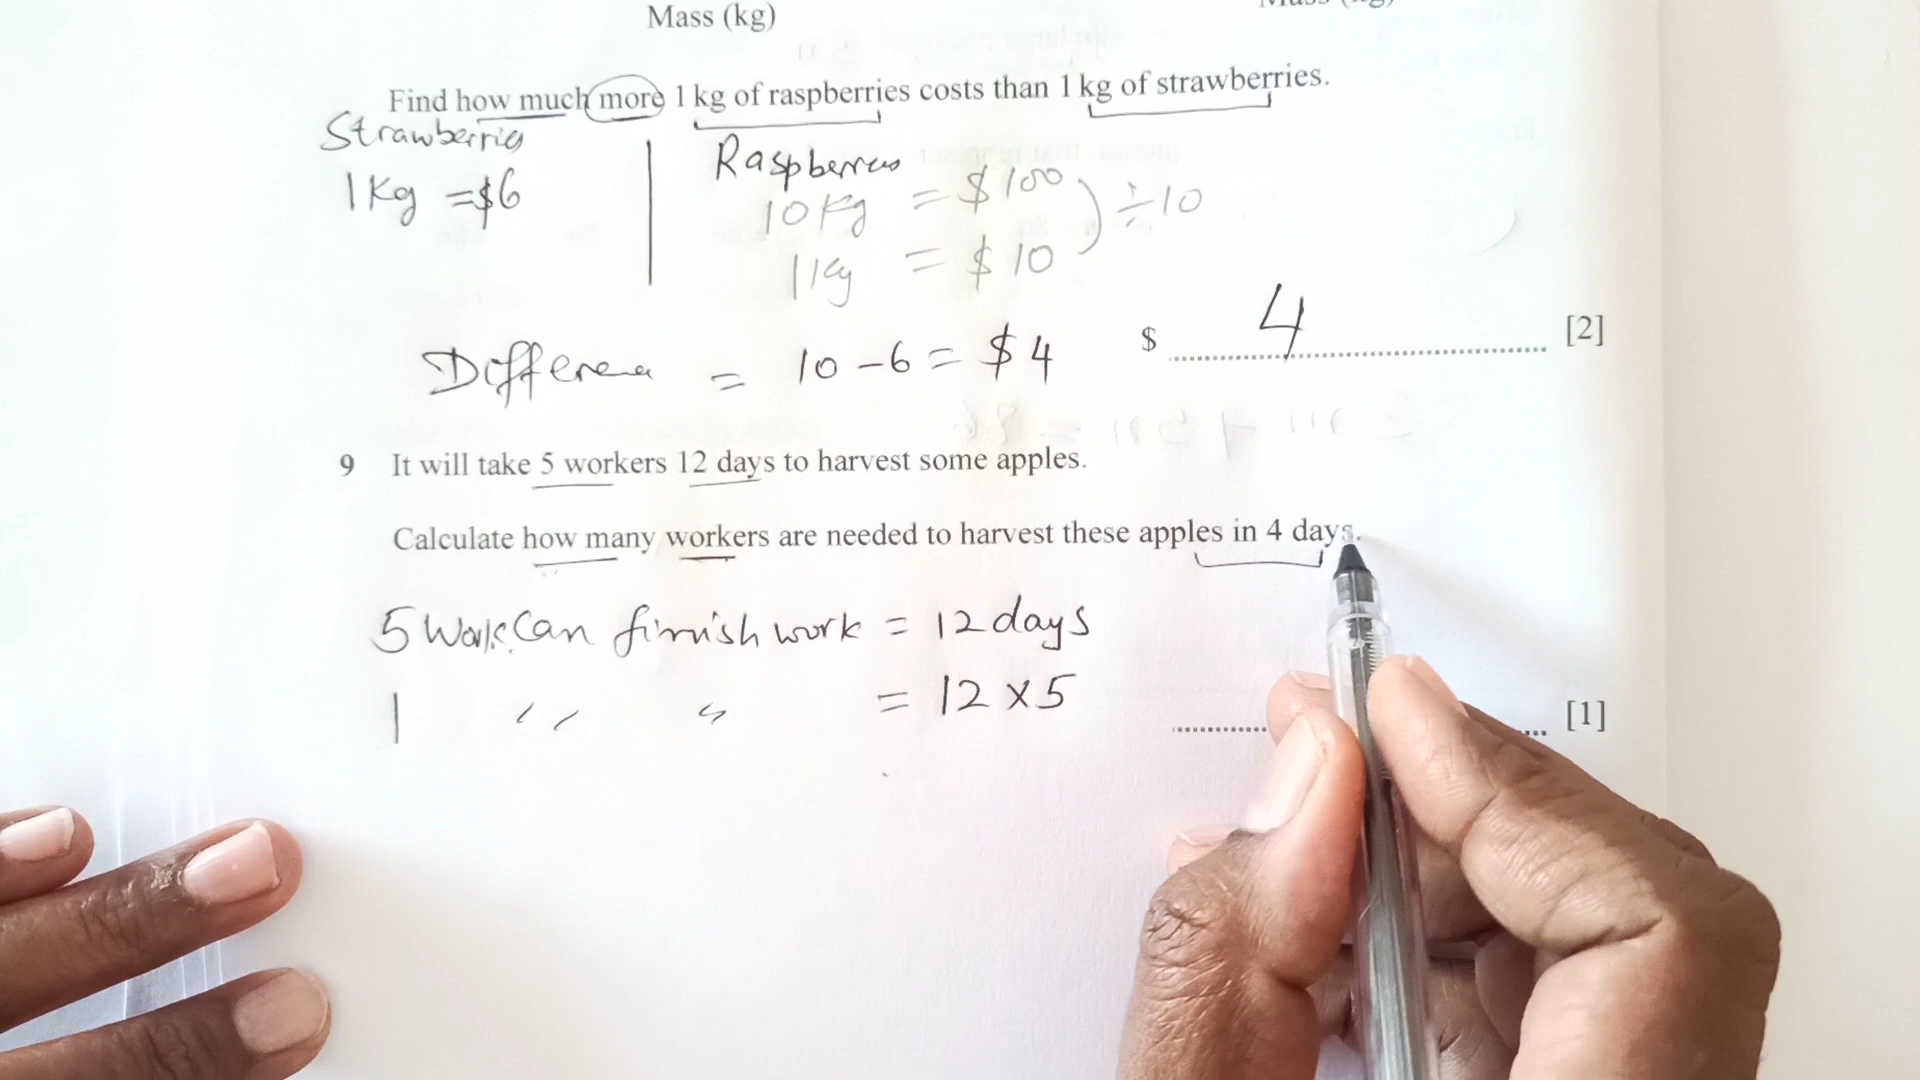 Mass (kg)
Find how much more 1 kg of raspberries costs than 1 kg of strawberries.
Strawberries
1 Kg = $6
Raspberries
10 Kg = $100
÷10
1 Kg = $10
Difference = 10 - 6 = $4
$ 4 [2]
9 It will take 5 workers 12 days to harvest some apples.
Calculate how many workers are needed to harvest these apples in 4 days.
5 Work. Can finish work = 12 days
1 〃 〃 = 12 x 5
[1]